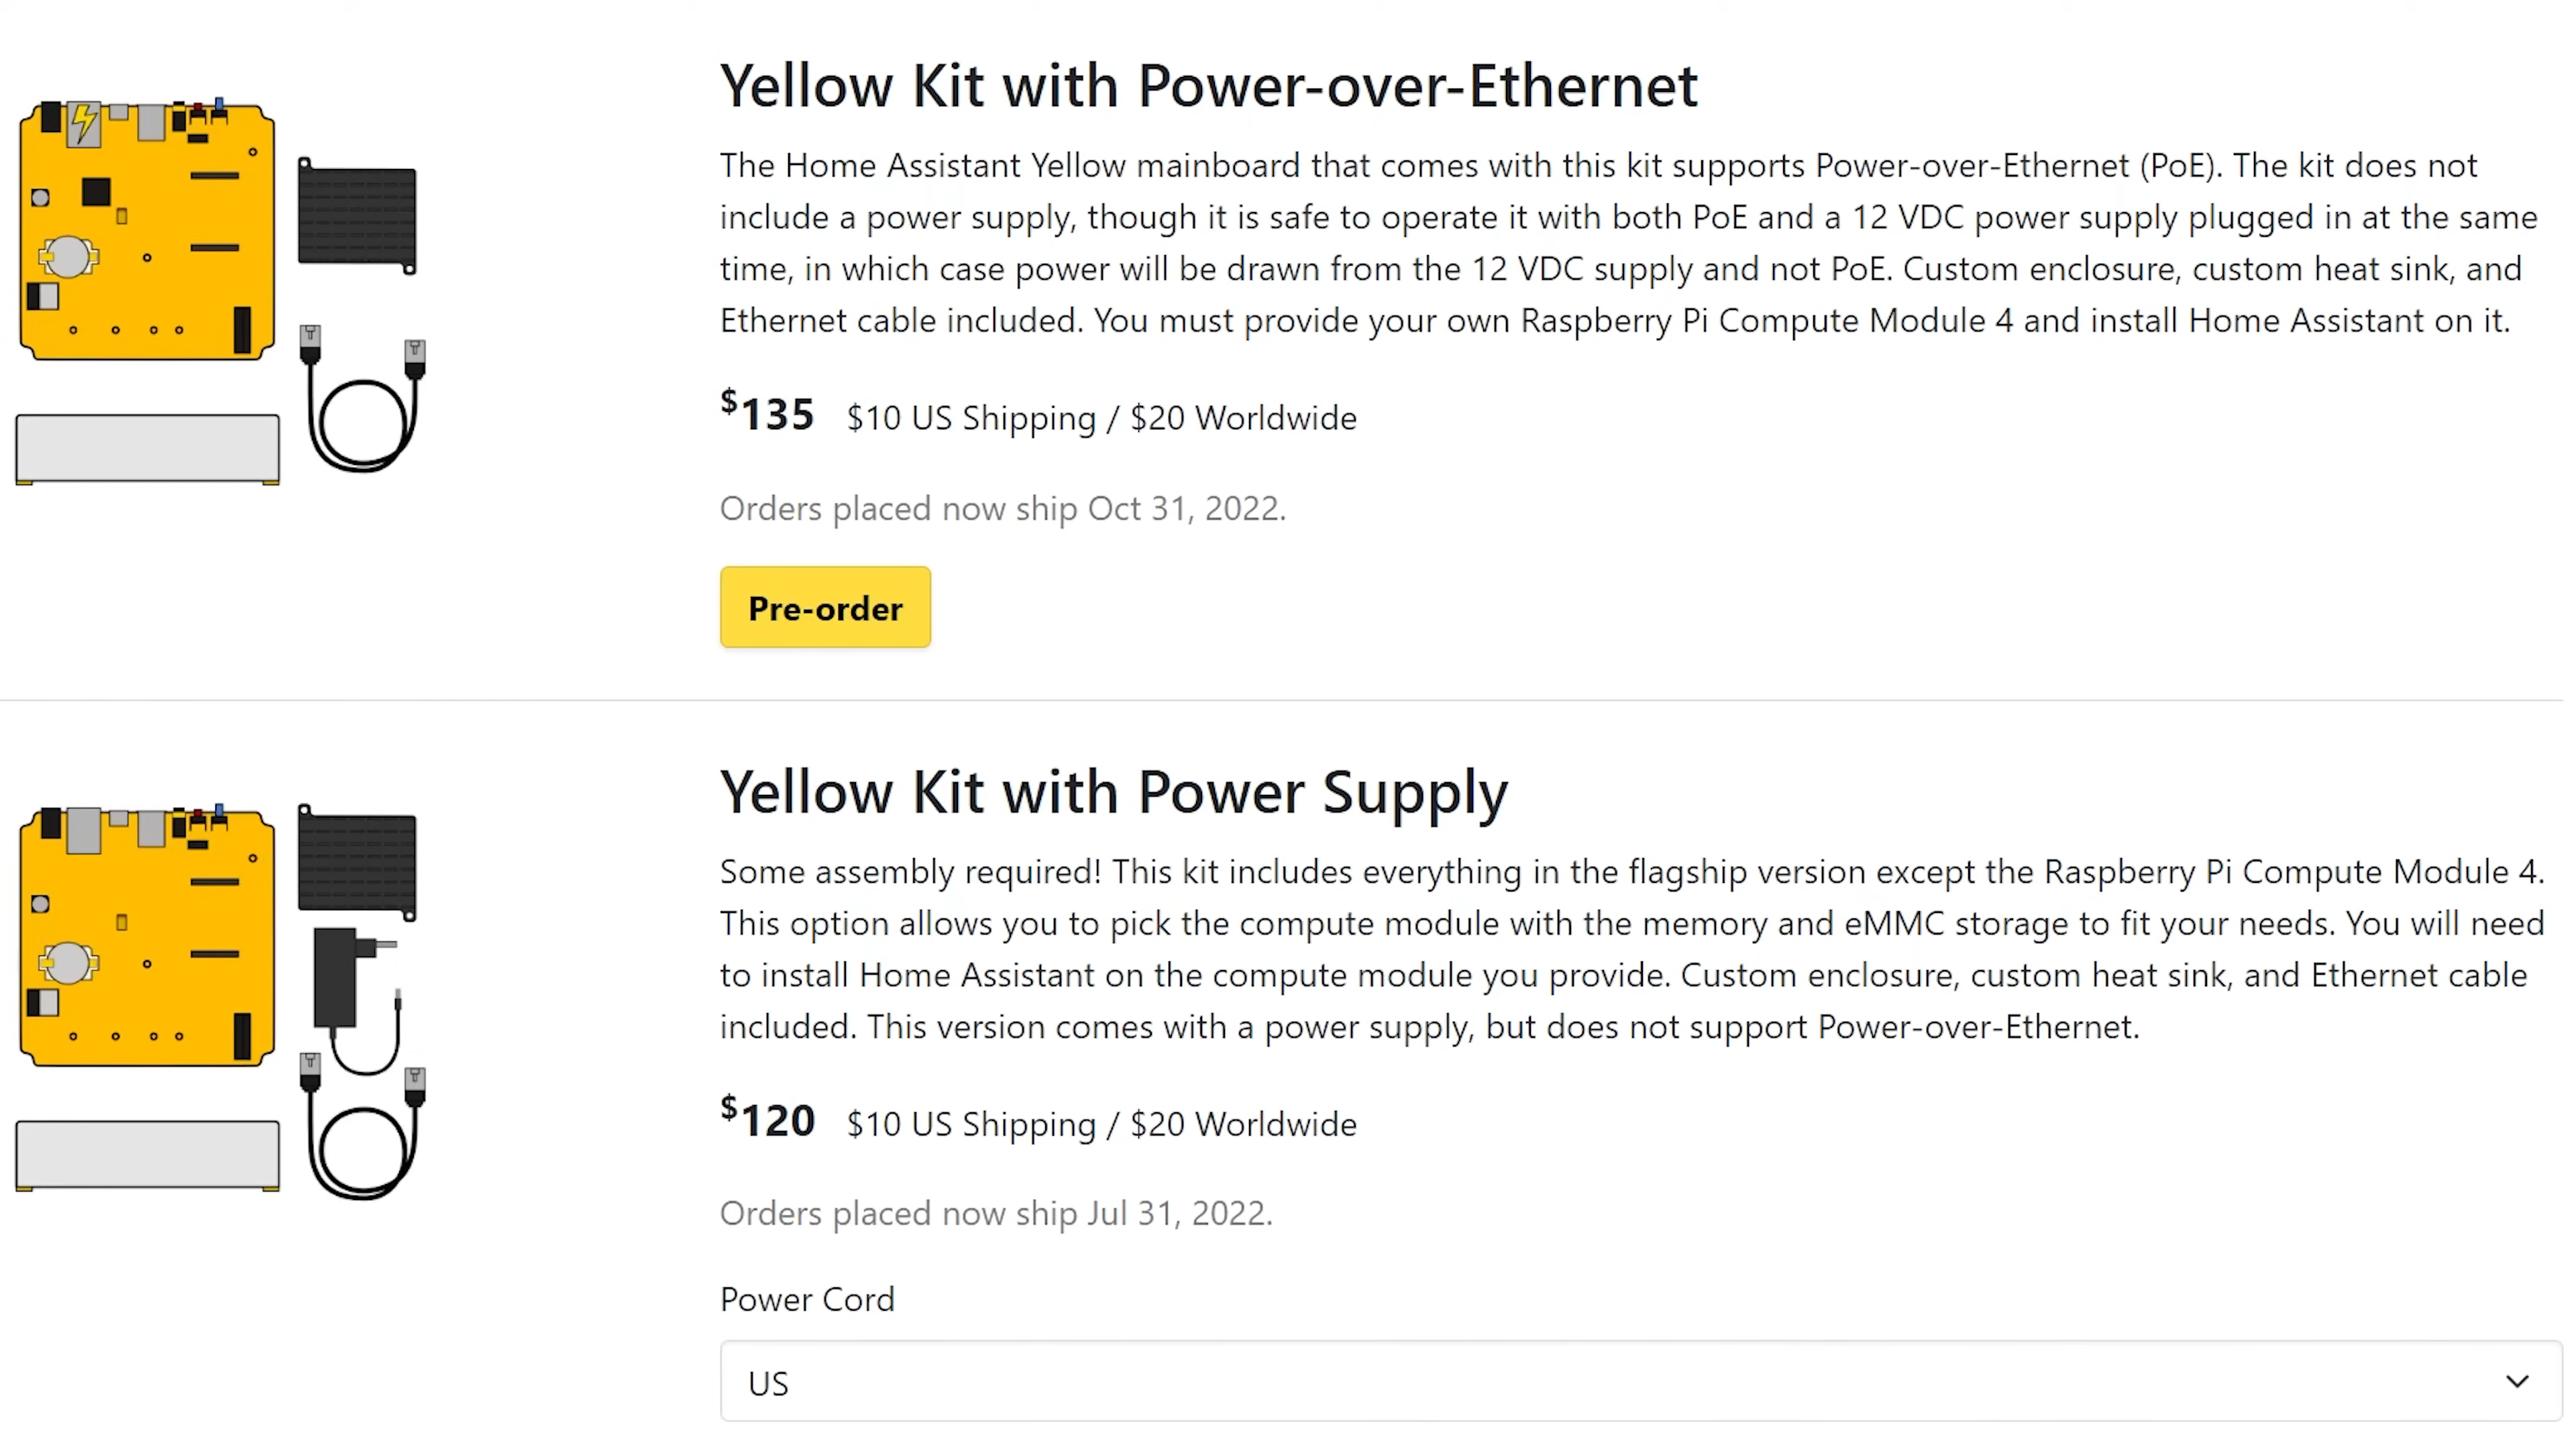 Yellow Kit with Power-over-Ethernet
The Home Assistant Yellow mainboard that comes with this kit supports Power-over-Ethernet (PoE). The kit does not
include a power supply, though it is safe to operate it with both PoE and a 12 VDC power supply plugged in at the same
time, in which case power will be drawn from the 12 VDC supply and not PoE. Custom enclosure, custom heat sink, and
Ethernet cable included. You must provide your own Raspberry Pi Compute Module 4 and install Home Assistant on it.
$135 $10 US Shipping / $20 Worldwide
Orders placed now ship Oct 31, 2022.
Pre-order
Yellow Kit with Power Supply
Some assembly required! This kit includes everything in the flagship version except the Raspberry Pi Compute Module 4.
This option allows you to pick the compute module with the memory and eMMC storage to fit your needs. You will need
to install Home Assistant on the compute module you provide. Custom enclosure, custom heat sink, and Ethernet cable
included. This version comes with a power supply, but does not support Power-over-Ethernet.
$120 $10 US Shipping / $20 Worldwide
Orders placed now ship Jul 31, 2022.
Power Cord
US